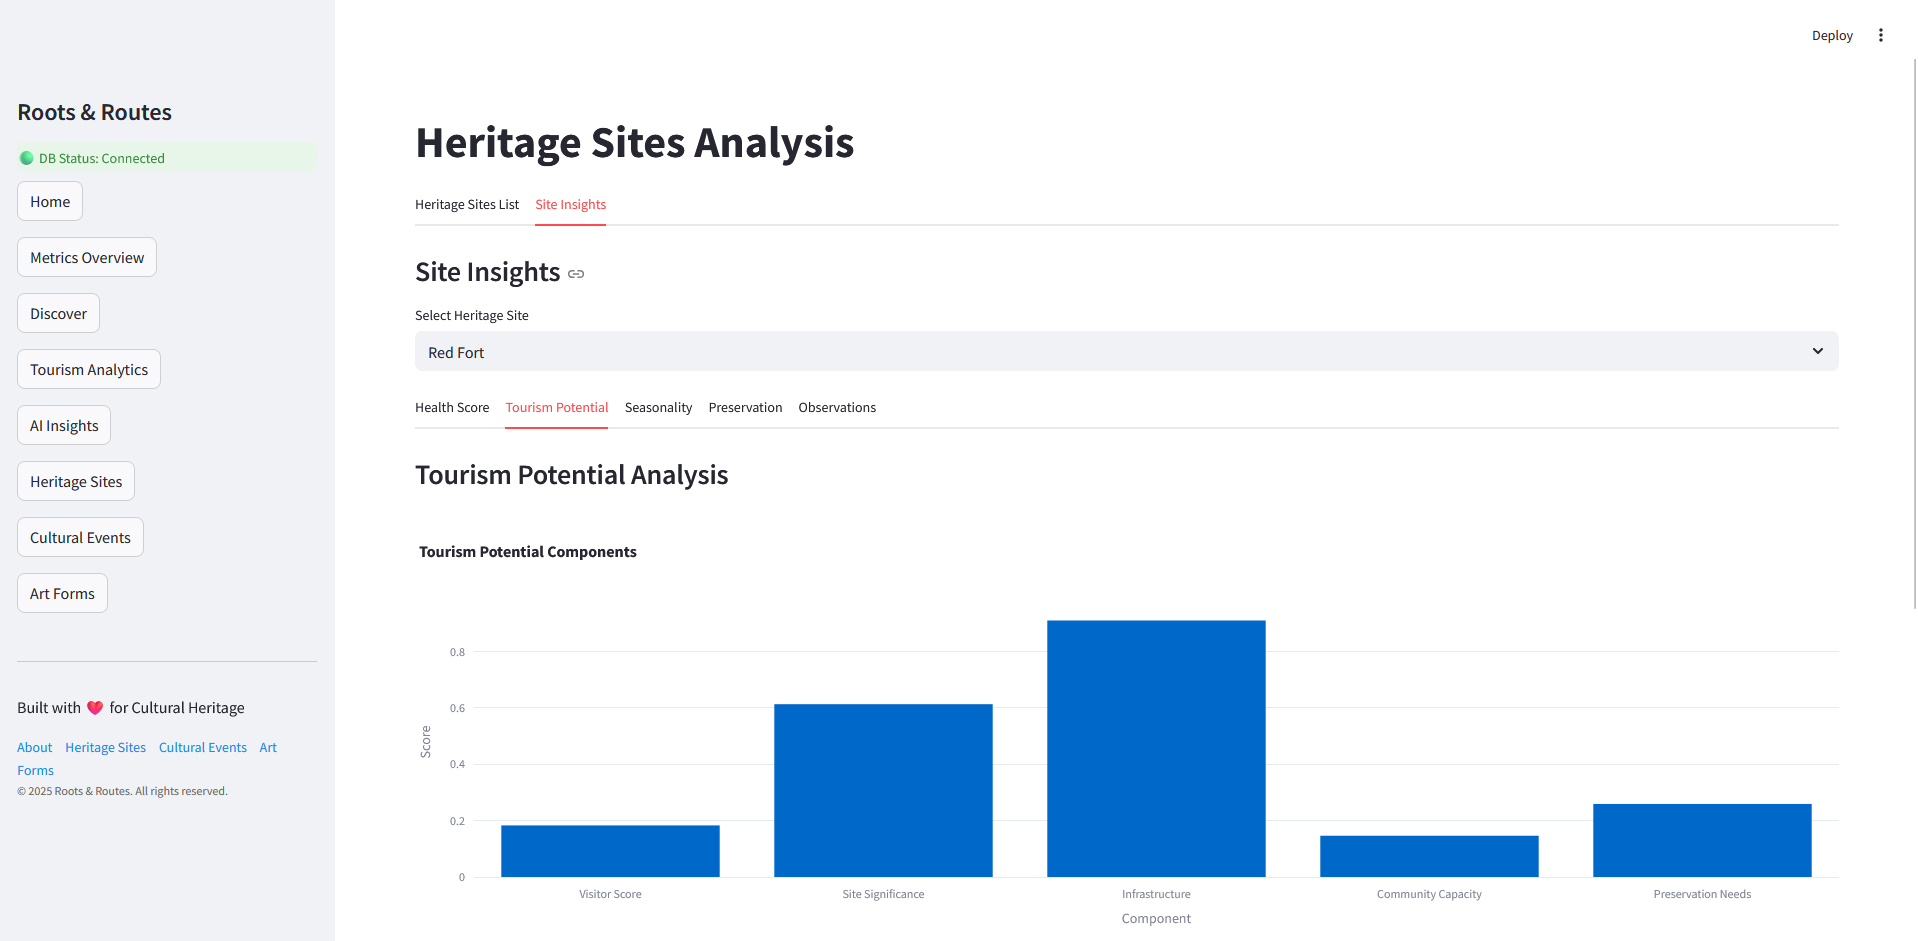 Deploy
Roots & Routes
DB Status: Connected
Home
Metrics Overview
Discover
Tourism Analytics
AI Insights
Heritage Sites
Cultural Events
Art Forms
Built with ❤️ for Cultural Heritage
About Heritage Sites Cultural Events Art
Forms
© 2025 Roots & Routes. All rights reserved.
Heritage Sites Analysis
Heritage Sites List Site Insights
Site Insights
Select Heritage Site
Red Fort
Health Score Tourism Potential Seasonality Preservation Observations
Tourism Potential Analysis
Tourism Potential Components
Score
0.8
0.6
0.4
0.2
0
Visitor Score Site Significance Infrastructure Community Capacity Preservation Needs
Component